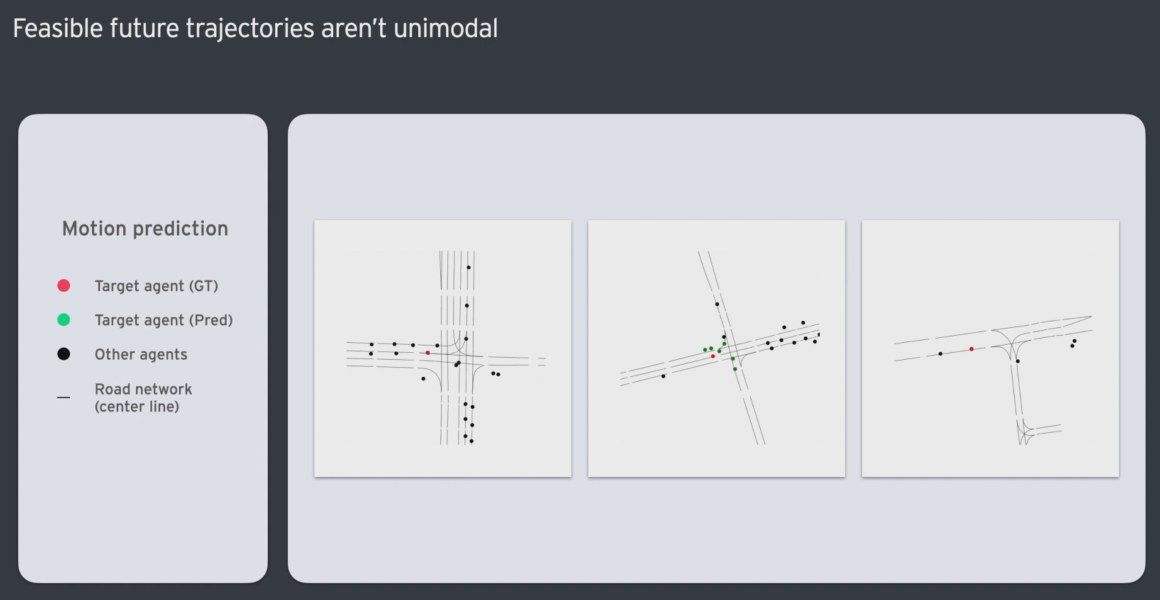 Feasible future trajectories aren’t unimodal
Motion prediction
Target agent (GT)
Target agent (Pred)
Other agents
Road network
(center line)